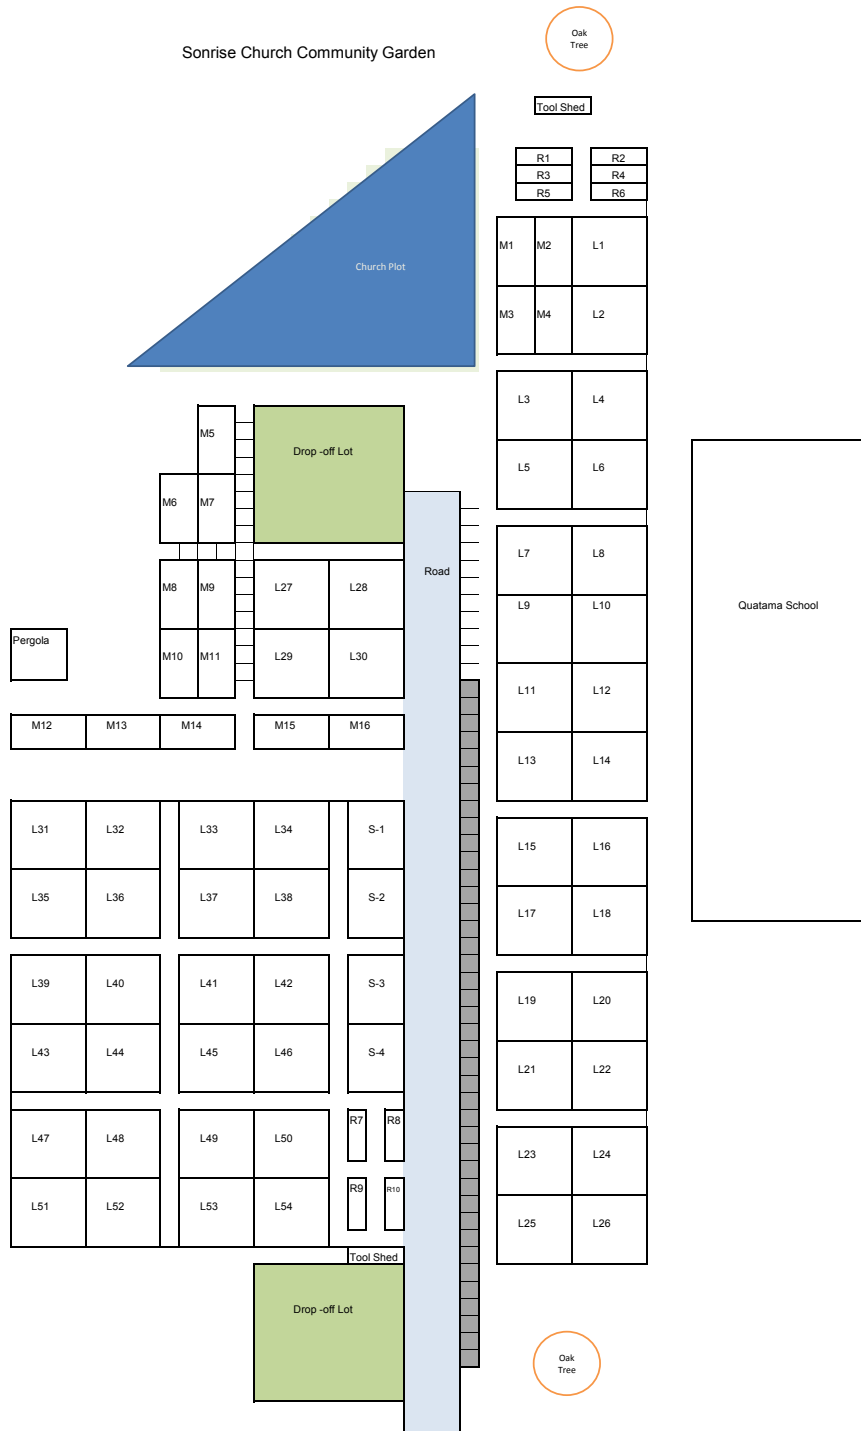 Oak
Tree
Sonrise Church Community Garden
Tool Shed
R1 R2
R3 R4
R5 R6
M1 M2 L1
Church Plot
M3 M4 L2
L3 L4
M5
Drop -off Lot
L5 L6
M6 M7
L7 L8
Road
M8 M9 L27 L28
L9 L10
Quatama School
Pergola
M10 M11 L29 L30
L11 L12
M12 M13 M14 M15 M16
L13 L14
L31 L32 L33 L34 S-1
L15 L16
L35 L36 L37 L38 S-2
L17 L18
L39 L40 L41 L42 S-3
L19 L20
L43 L44 L45 L46 S-4
L21 L22
R7 R8
L47 L48 L49 L50
L23 L24
R9 R10
L51 L52 L53 L54
L25 L26
Tool Shed
Drop -off Lot
Oak
Tree